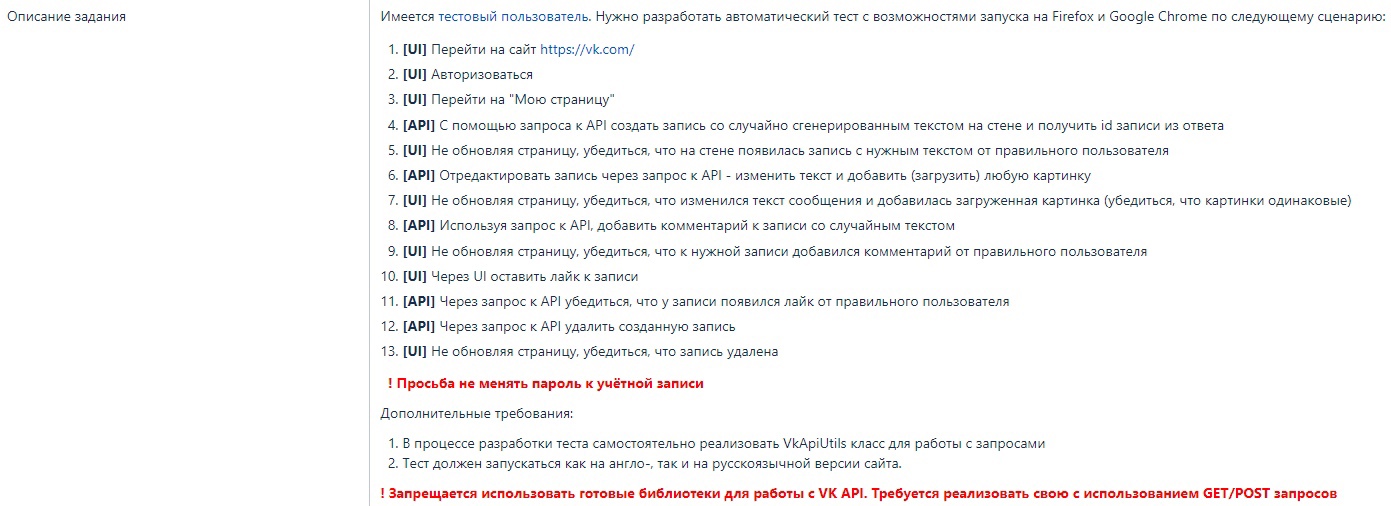 Описание задания
Имеется тестовый пользователь. Нужно разработать автоматический тест с возможностями запуска на Firefox и Google Chrome по следующему сценарию:
1. [UI] Перейти на сайт https://vk.com/
2. [UI] Авторизоваться
3. [UI] Перейти на "Мою страницу"
4. [API] С помощью запроса к API создать запись со случайно сгенерированным текстом на стене и получить id записи из ответа
5. [UI] Не обновляя страницу, убедиться, что на стене появилась запись с нужным текстом от правильного пользователя
6. [API] Отредактировать запись через запрос к API - изменить текст и добавить (загрузить) любую картинку
7. [UI] Не обновляя страницу, убедиться, что изменился текст сообщения и добавилась загруженная картинка (убедиться, что картинки одинаковые)
8. [API] Используя запрос к API, добавить комментарий к записи со случайным текстом
9. [UI] Не обновляя страницу, убедиться, что к нужной записи добавился комментарий от правильного пользователя
10. [UI] Через UI оставить лайк к записи
11. [API] Через запрос к API убедиться, что у записи появился лайк от правильного пользователя
12. [API] Через запрос к API удалить созданную запись
13. [UI] Не обновляя страницу, убедиться, что запись удалена
! Просьба не менять пароль к учётной записи
Дополнительные требования:
1. В процессе разработки теста самостоятельно реализовать VkApiUtils класс для работы с запросами
2. Тест должен запускаться как на англо-, так и на русскоязычной версии сайта.
! Запрещается использовать готовые библиотеки для работы с VK API. Требуется реализовать свою с использованием GET/POST запросов